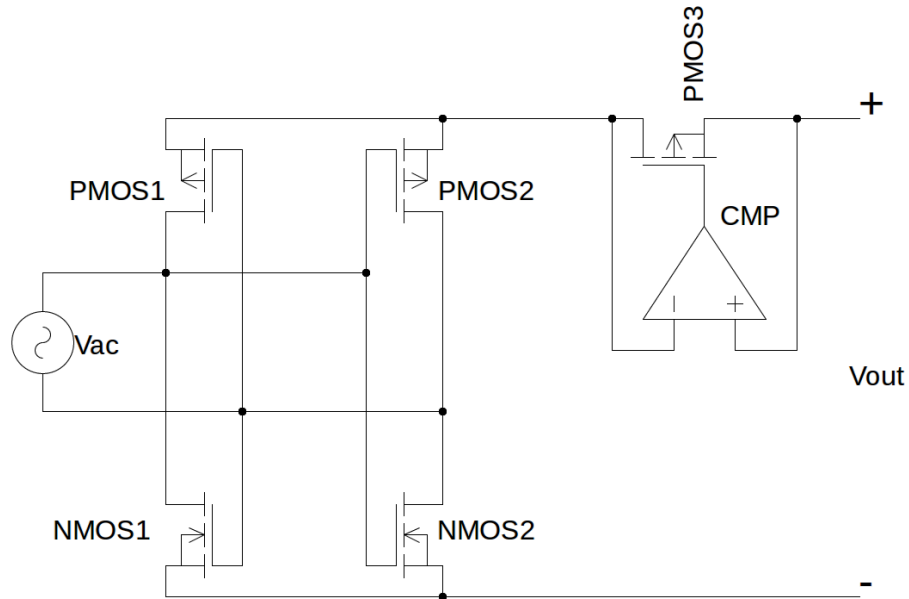 PMOS3
+
PMOS1
PMOS2
CMP
- +
Vac
Vout
NMOS1
NMOS2
-